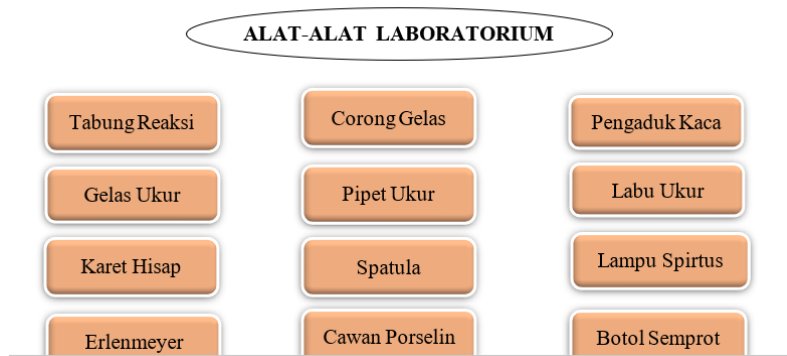 ALAT-ALAT LABORATORIUM
Tabung Reaksi
Corong Gelas
Pengaduk Kaca
Gelas Ukur
Pipet Ukur
Labu Ukur
Karet Hisap
Spatula
Lampu Spirtus
Erlenmeyer
Cawan Porselin
Botol Semprot